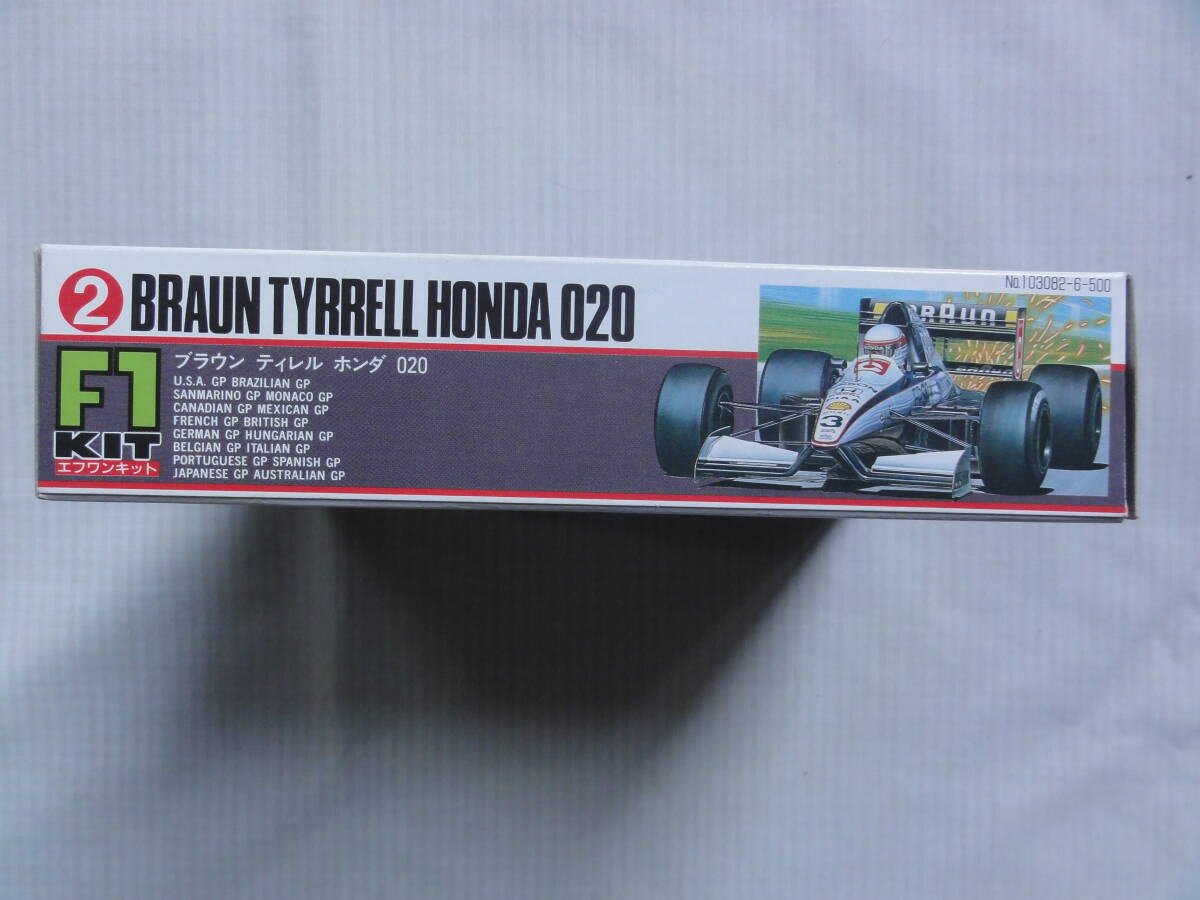 2 BRAUN TYRRELL HONDA 020
No.103082-6-500
F1
KIT
エフワンキット
ブラウン ティレル ホンダ 020
U.S.A. GP BRAZILIAN GP
SANMARINO GP MONACO GP
CANADIAN GP MEXICAN GP
FRENCH GP BRITISH GP
GERMAN GP HUNGARIAN GP
BELGIAN GP ITALIAN GP
PORTUGUESE GP SPANISH GP
JAPANESE GP AUSTRALIAN GP
BRAUN
3